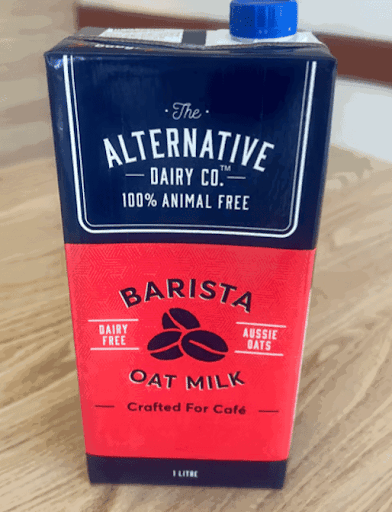 · The ·
ALTERNATIVE
DAIRY CO.™
100% ANIMAL FREE
BARISTA
DAIRY
FREE
AUSSIE
OATS
OAT MILK
Crafted For Café
1 LITRE